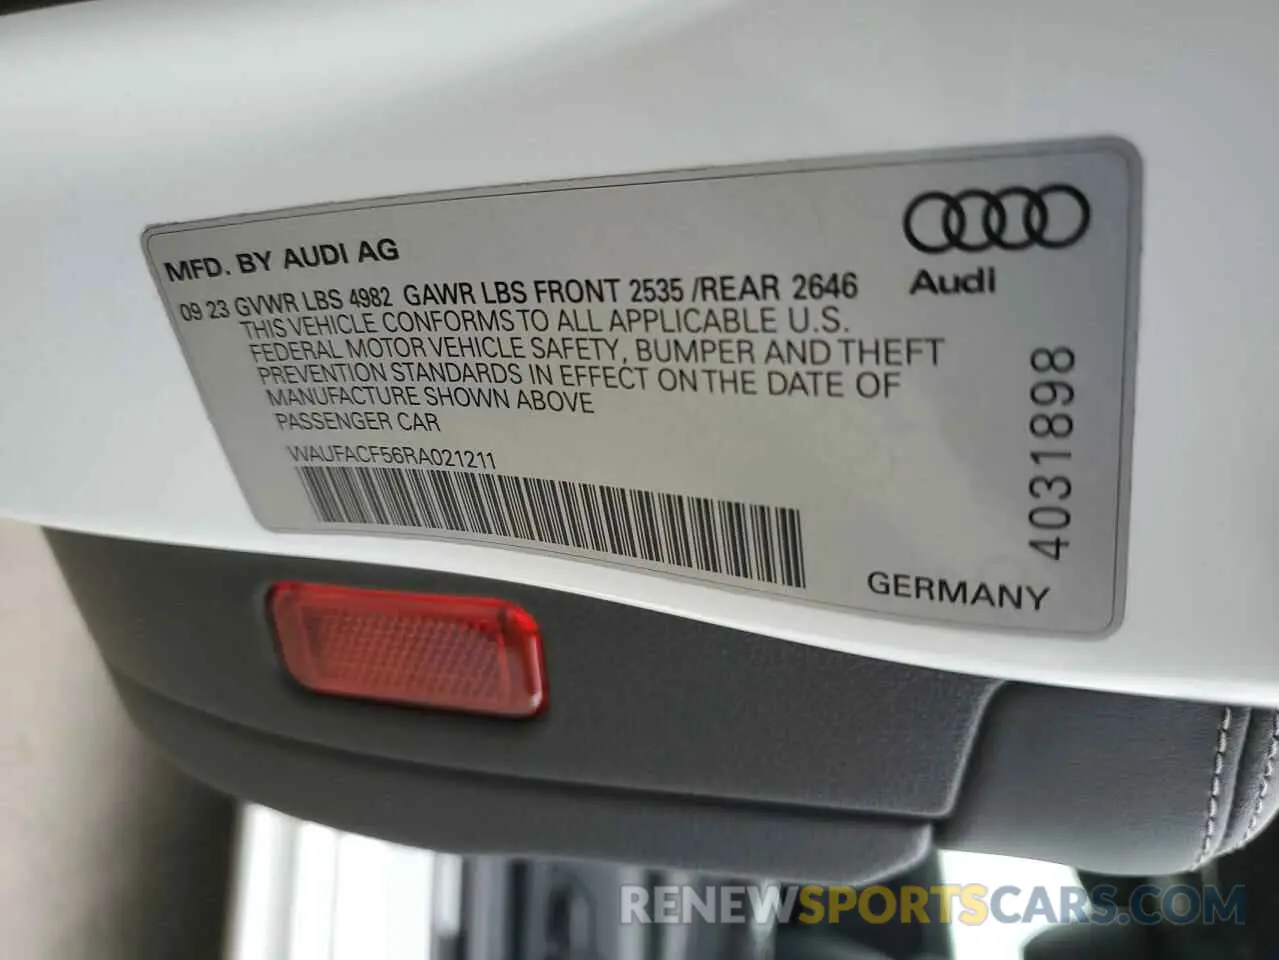 MFD. BY AUDI AG
09 23 GVWR LBS 4982 GAWR LBS FRONT 2535 /REAR 2646
THIS VEHICLE CONFORMS TO ALL APPLICABLE U.S.
FEDERAL MOTOR VEHICLE SAFETY, BUMPER AND THEFT
PREVENTION STANDARDS IN EFFECT ON THE DATE OF
MANUFACTURE SHOWN ABOVE
PASSENGER CAR
WAUFACF56RA021211
Audi
4031898
GERMANY
RENEWSPORTSCARS.COM